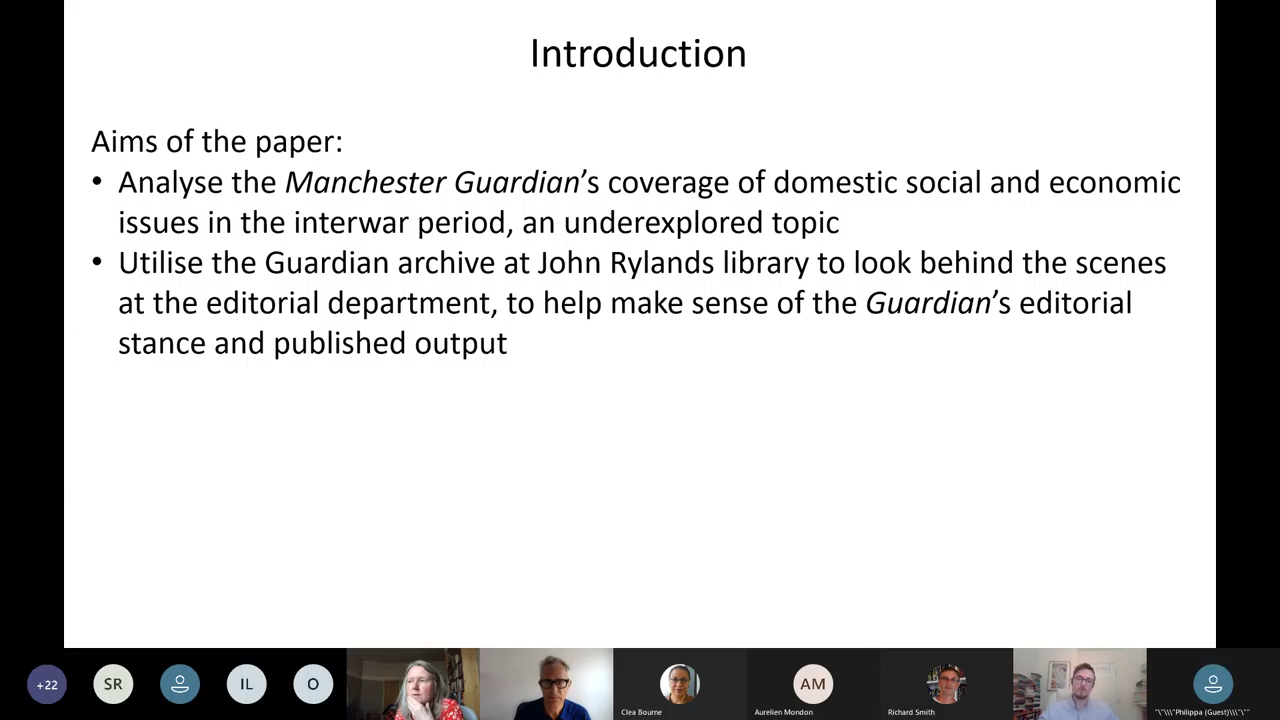 Introduction
Aims of the paper:
• Analyse the Manchester Guardian's coverage of domestic social and economic
issues in the interwar period, an underexplored topic
• Utilise the Guardian archive at John Rylands library to look behind the scenes
at the editorial department, to help make sense of the Guardian's editorial
stance and published output
+22
SR
IL
O
AM
Clea Bourne
Aurelien Mondon
Richard Smith
"\"\\\"Philippa (Guest)\\\"\""